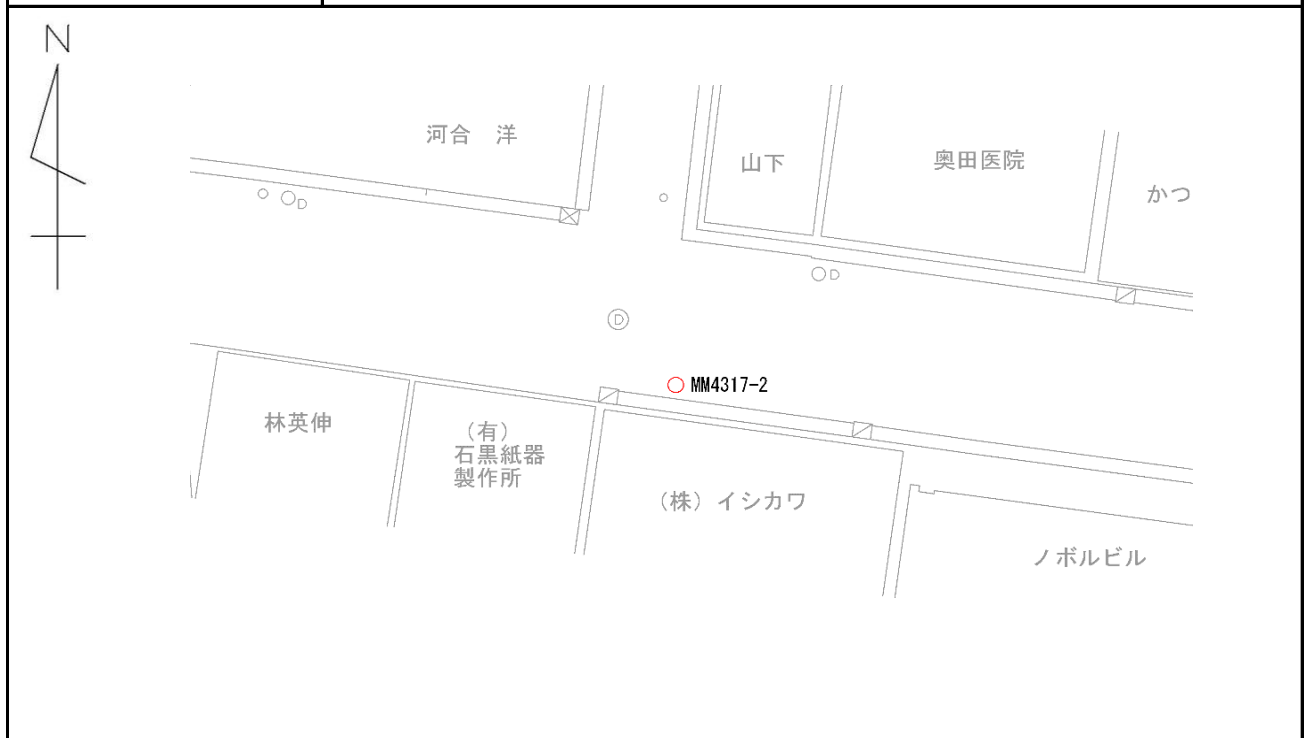 N
河合　洋
山下
奥田医院
かつ
D
D
D
MM4317-2
林英伸
（有）
石黒紙器
製作所
（株）イシカワ
ノボルビル